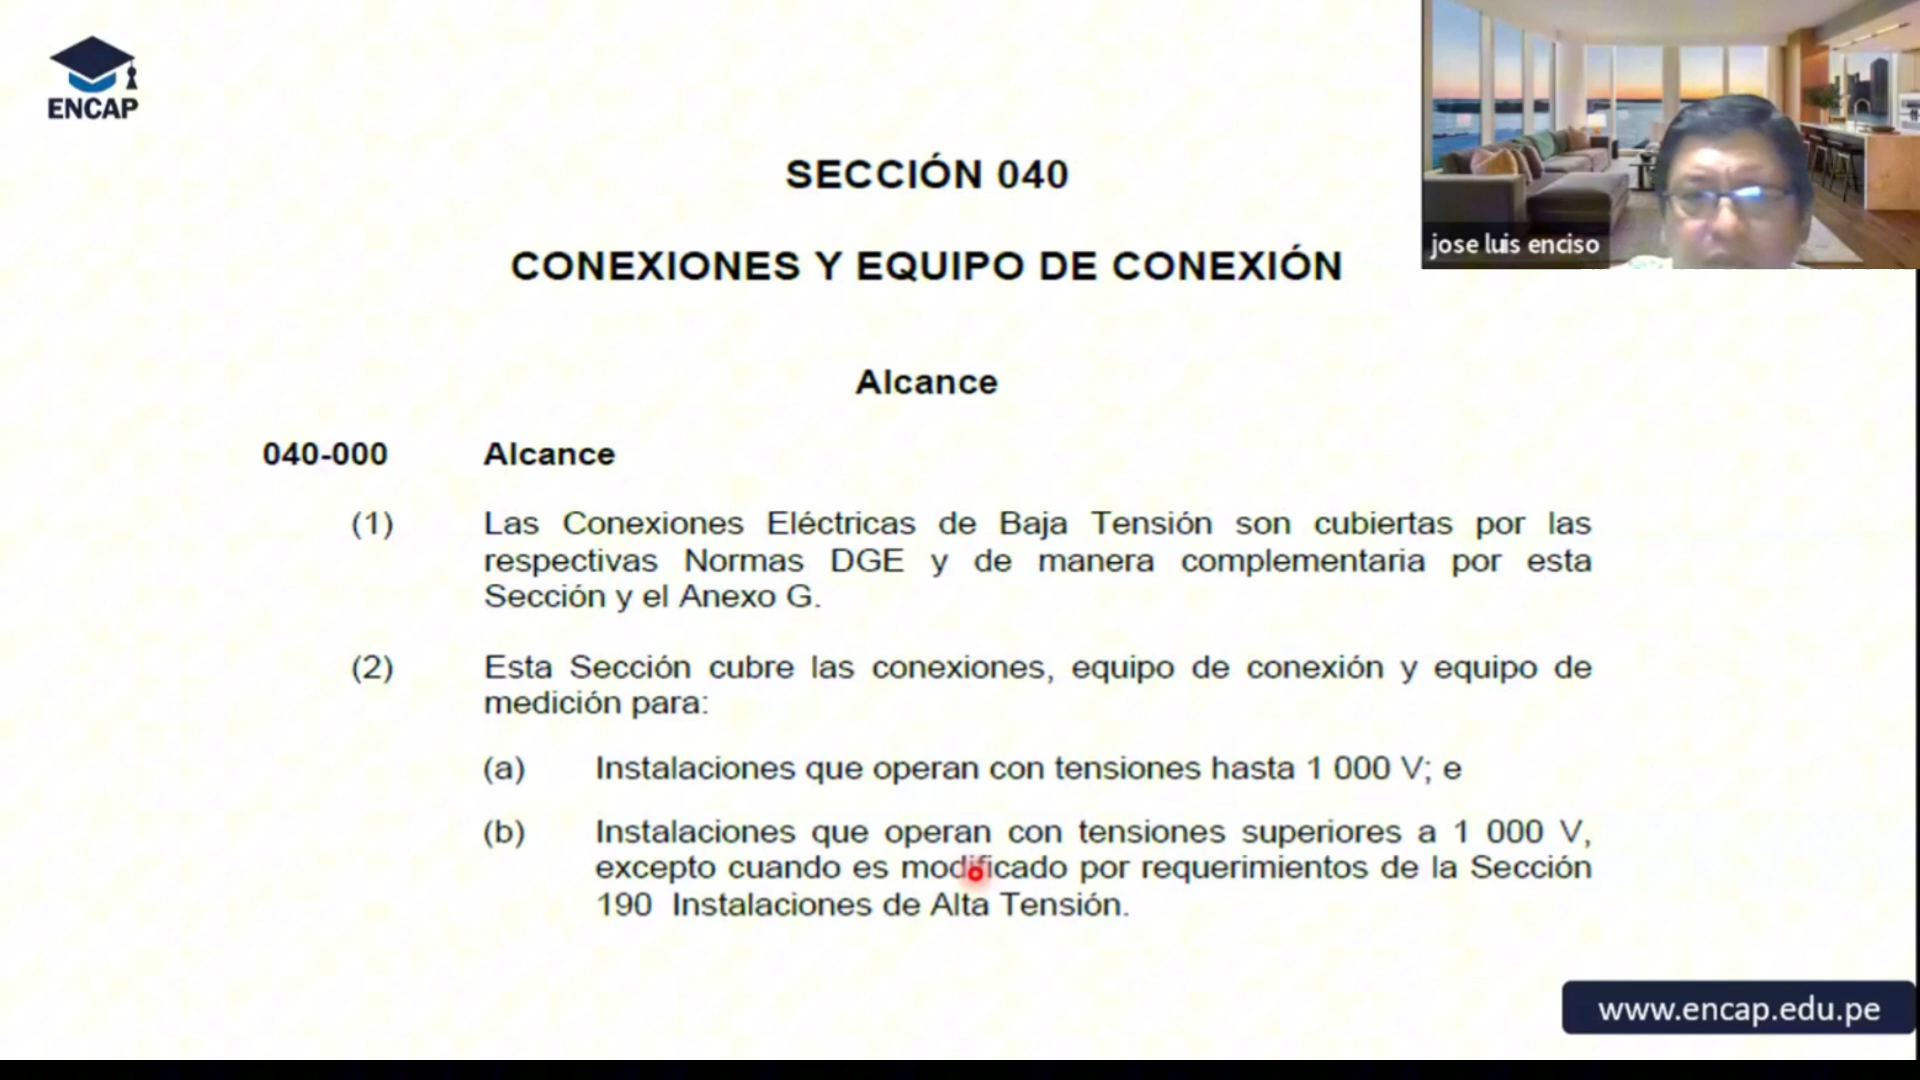 ENCAP
jose luis enciso
SECCIÓN 040
CONEXIONES Y EQUIPO DE CONEXIÓN
Alcance
040-000 Alcance
(1) Las Conexiones Eléctricas de Baja Tensión son cubiertas por las
respectivas Normas DGE y de manera complementaria por esta
Sección y el Anexo G.
(2) Esta Sección cubre las conexiones, equipo de conexión y equipo de
medición para:
(a) Instalaciones que operan con tensiones hasta 1 000 V; e
(b) Instalaciones que operan con tensiones superiores a 1 000 V,
excepto cuando es modificado por requerimientos de la Sección
190 Instalaciones de Alta Tensión.
www.encap.edu.pe